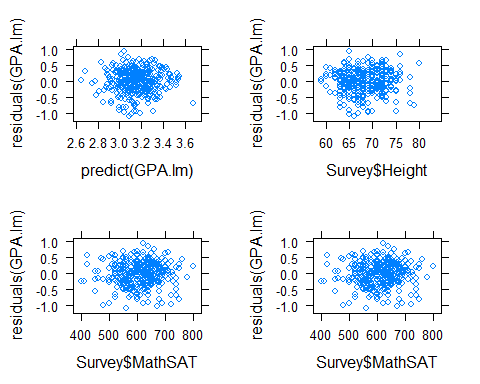 residuals(GPA.lm)
1.0
0.5
0.0
-0.5
-1.0
2.6 2.8 3.0 3.2 3.4 3.6
predict(GPA.lm)
residuals(GPA.lm)
1.0
0.5
0.0
-0.5
-1.0
60 65 70 75 80
Survey$Height
residuals(GPA.lm)
1.0
0.5
0.0
-0.5
-1.0
400 500 600 700 800
Survey$MathSAT
residuals(GPA.lm)
1.0
0.5
0.0
-0.5
-1.0
400 500 600 700 800
Survey$MathSAT